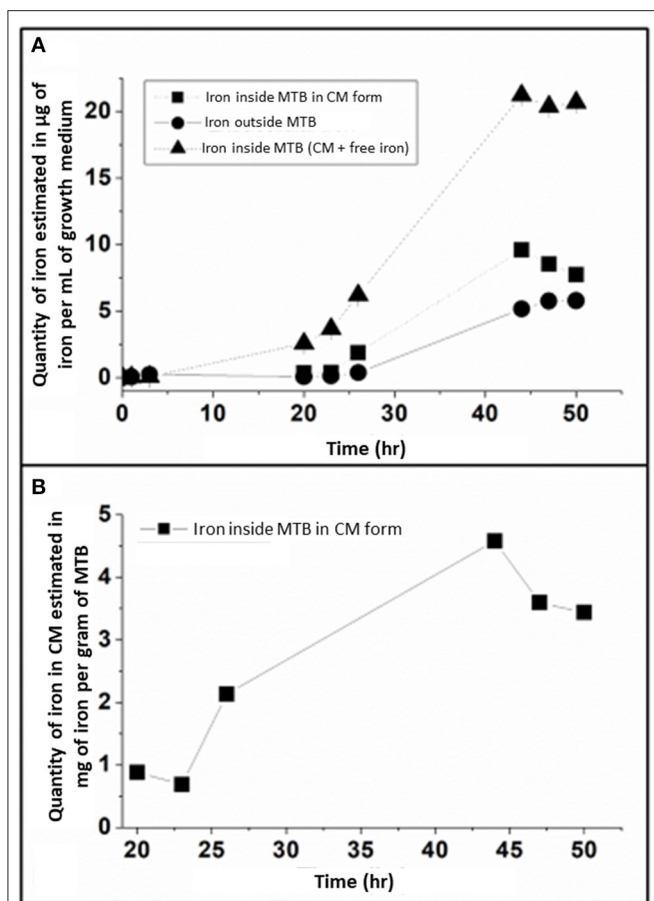 A
Iron inside MTB in CM form
Iron outside MTB
Iron inside MTB (CM + free iron)
Quantity of iron estimated in µg of
iron per mL of growth medium
20
15
10
5
0
0 10 20 30 40 50
Time (hr)
B
Iron inside MTB in CM form
Quantity of iron in CM estimated in
mg of iron per gram of MTB
5
4
3
2
1
0
20 25 30 35 40 45 50
Time (hr)